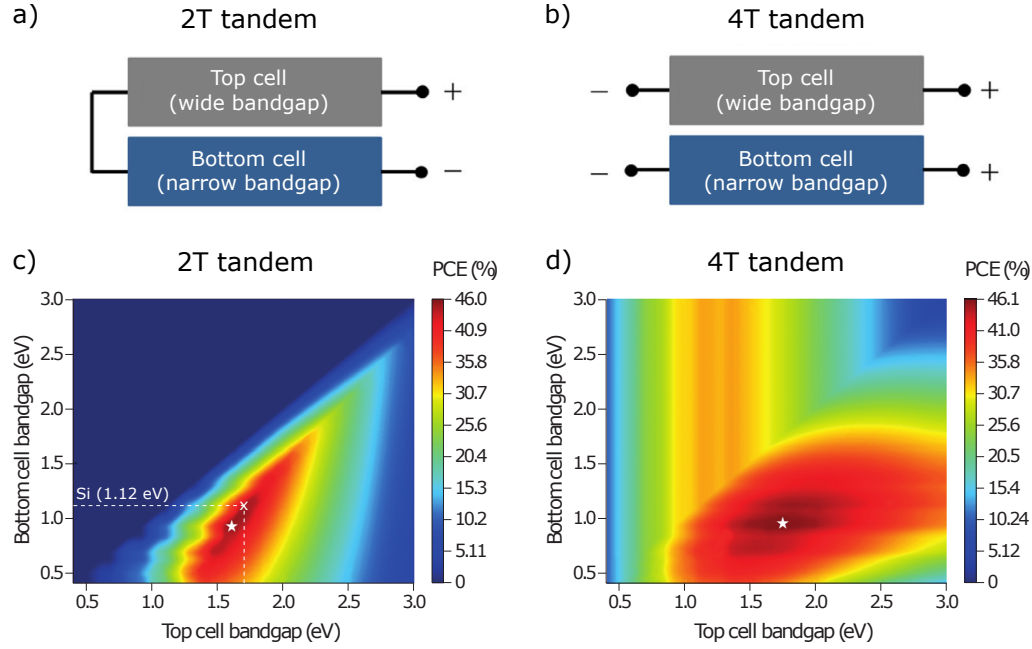 a)
2T tandem
Top cell
(wide bandgap)
+
Bottom cell
(narrow bandgap)
−
b)
4T tandem
−
Top cell
(wide bandgap)
+
−
Bottom cell
(narrow bandgap)
+
c)
2T tandem
PCE (%)
Bottom cell bandgap (eV)
3.0
2.5
2.0
1.5
1.0
0.5
Si (1.12 eV)
x
0.5 1.0 1.5 2.0 2.5 3.0
Top cell bandgap (eV)
46.0
40.9
35.8
30.7
25.6
20.4
15.3
10.2
5.11
0
d)
4T tandem
PCE (%)
Bottom cell bandgap (eV)
3.0
2.5
2.0
1.5
1.0
0.5
0.5 1.0 1.5 2.0 2.5 3.0
Top cell bandgap (eV)
46.1
41.0
35.8
30.7
25.6
20.5
15.4
10.24
5.12
0